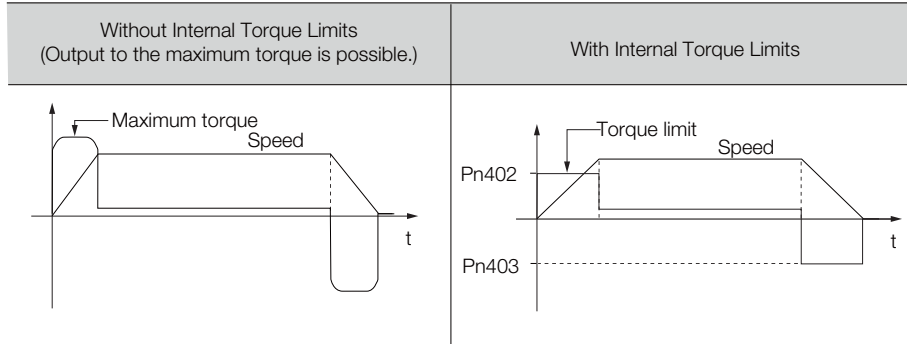 Without Internal Torque Limits
(Output to the maximum torque is possible.)
With Internal Torque Limits
Maximum torque
Speed
t
Torque limit
Speed
Pn402
t
Pn403